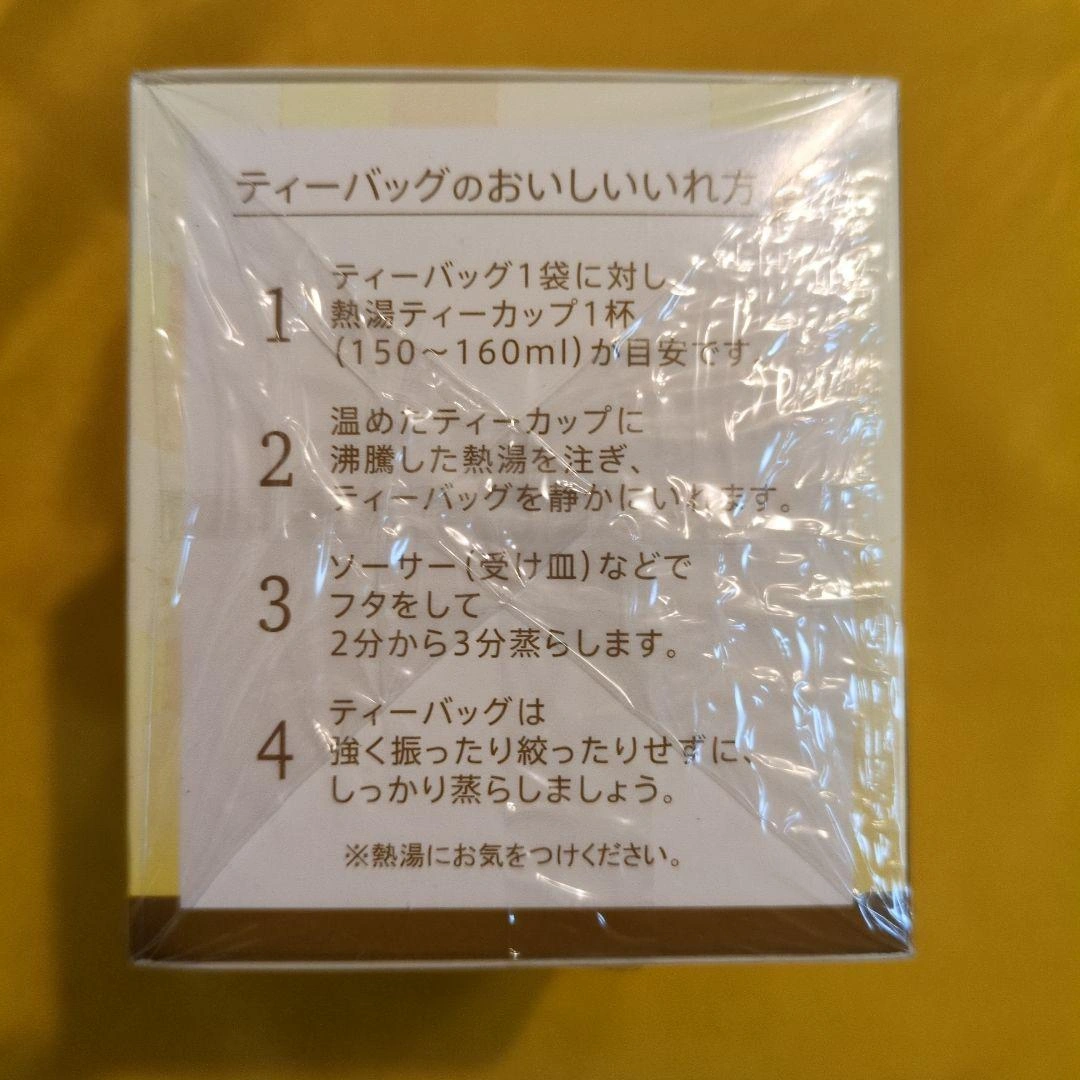 ティーバッグのおいしいいれ方
1
ティーバッグ1袋に対し、
熱湯ティーカップ1杯
(150～160ml)が目安です。
2
温めたティーカップに
沸騰した熱湯を注ぎ、
ティーバッグを静かにいれます。
3
ソーサー(受け皿)などで
フタをして
2分から3分蒸らします。
4
ティーバッグは
強く振ったり絞ったりせずに、
しっかり蒸らしましょう。
※熱湯にお気をつけください。